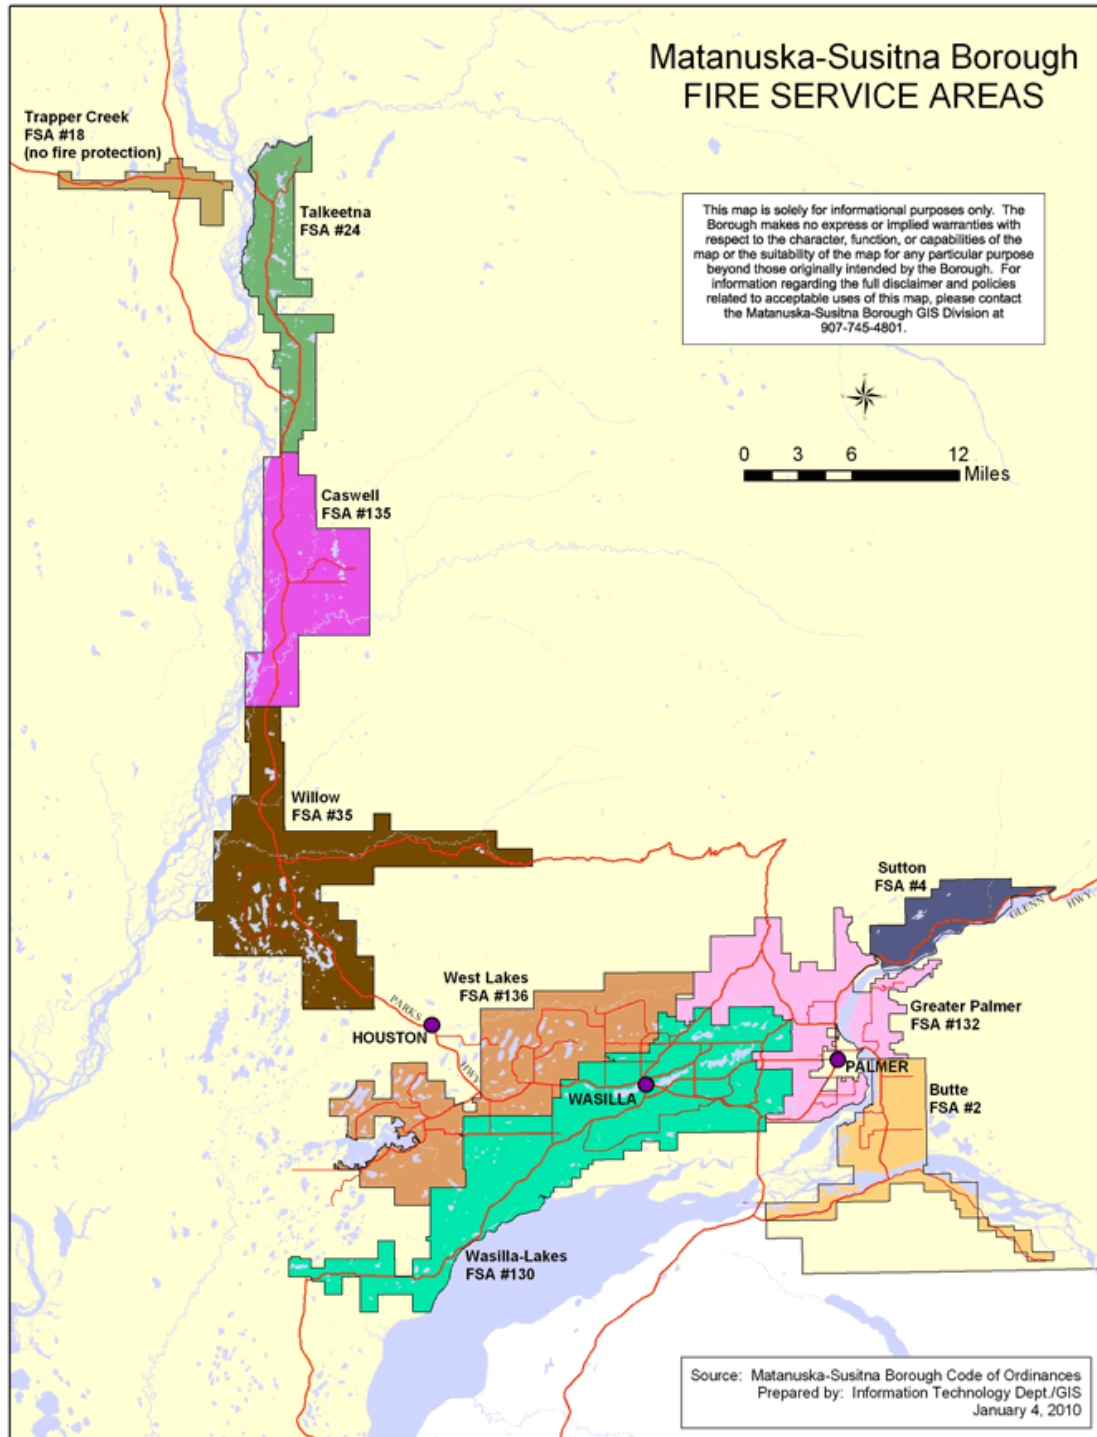 Matanuska-Susitna Borough
FIRE SERVICE AREAS
Trapper Creek
FSA #18
(no fire protection)
Talkeetna
FSA #24
This map is solely for informational purposes only. The
Borough makes no express or implied warranties with
respect to the character, function, or capabilities of the
map or the suitability of the map for any particular purpose
beyond those originally intended by the Borough. For
information regarding the full disclaimer and policies
related to acceptable uses of this map, please contact
the Matanuska-Susitna Borough GIS Division at
907-745-4801.
0 3 6 12
Miles
Caswell
FSA #135
Willow
FSA #35
Sutton
FSA #4
GLENN HWY
West Lakes
FSA #136
PARKS HWY
HOUSTON
Greater Palmer
FSA #132
PALMER
WASILLA
Butte
FSA #2
Wasilla-Lakes
FSA #130
Source: Matanuska-Susitna Borough Code of Ordinances
Prepared by: Information Technology Dept./GIS
January 4, 2010